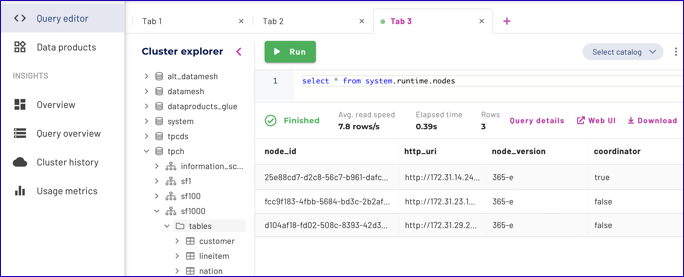 Query editor
Data products
INSIGHTS
Overview
Query overview
Cluster history
Usage metrics
Tab 1
Tab 2
Tab 3
Cluster explorer
alt_datamesh
datamesh
dataproducts_glue
system
tpcds
tpch
information_sc...
sf1
sf100
sf1000
tables
customer
lineitem
nation
Run
Select catalog
1 select * from system.runtime.nodes
Finished
Avg. read speed Elapsed time Rows
7.8 rows/s 0.39s 3
Query details Web UI Download
node_id http_uri node_version coordinator
25e88cd7-d2c8-56c7-b961-dafc... http://172.31.14.24... 365-e true
fcc9f183-4fbb-5684-bd3c-2b2af... http://172.31.23.1... 365-e false
d104af18-fd02-508c-8393-42d3... http://172.31.29.2... 365-e false